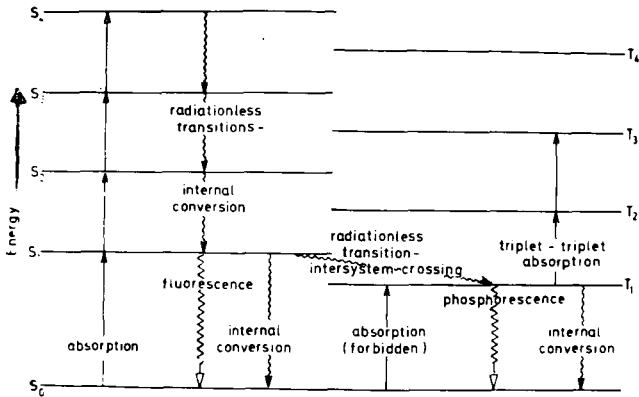 S
T₄
S
radiationless
transitions-
T₃
S
internal
conversion
T₂
Energy
S
radiationless
transition-
intersystem-crossing
triplet-triplet
absorption
T₁
fluorescence
phosphorescence
absorption
internal
conversion
absorption
(forbidden)
internal
conversion
S₀